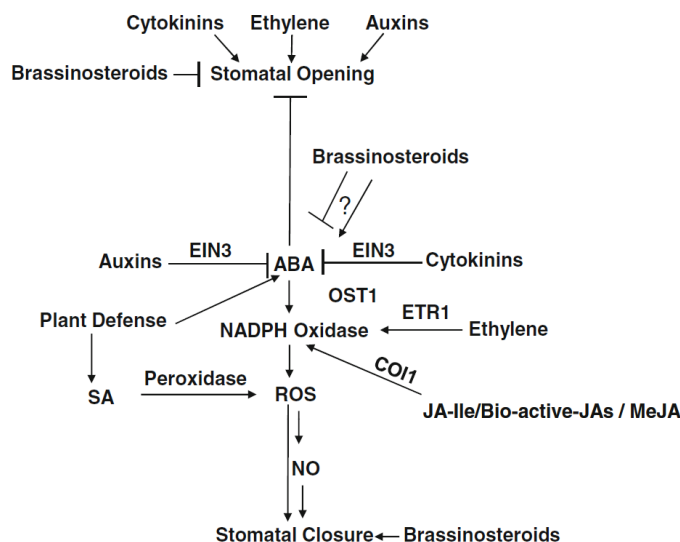 Cytokinins Ethylene Auxins
Brassinosteroids Stomatal Opening
Brassinosteroids
?
Auxins EIN3 ABA EIN3 Cytokinins
OST1
Plant Defense NADPH Oxidase ETR1 Ethylene
COI1
SA Peroxidase ROS
JA-Ile/Bio-active-JAs / MeJA
NO
Stomatal Closure Brassinosteroids